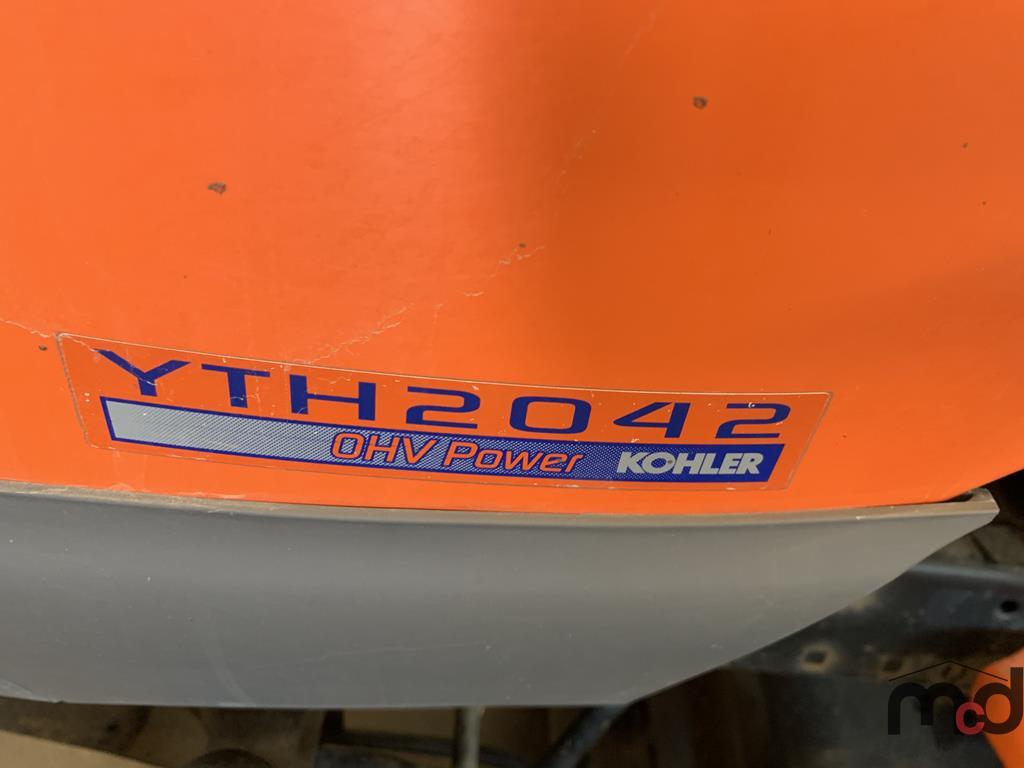 YTH2042
OHV Power KOHLER
mcd